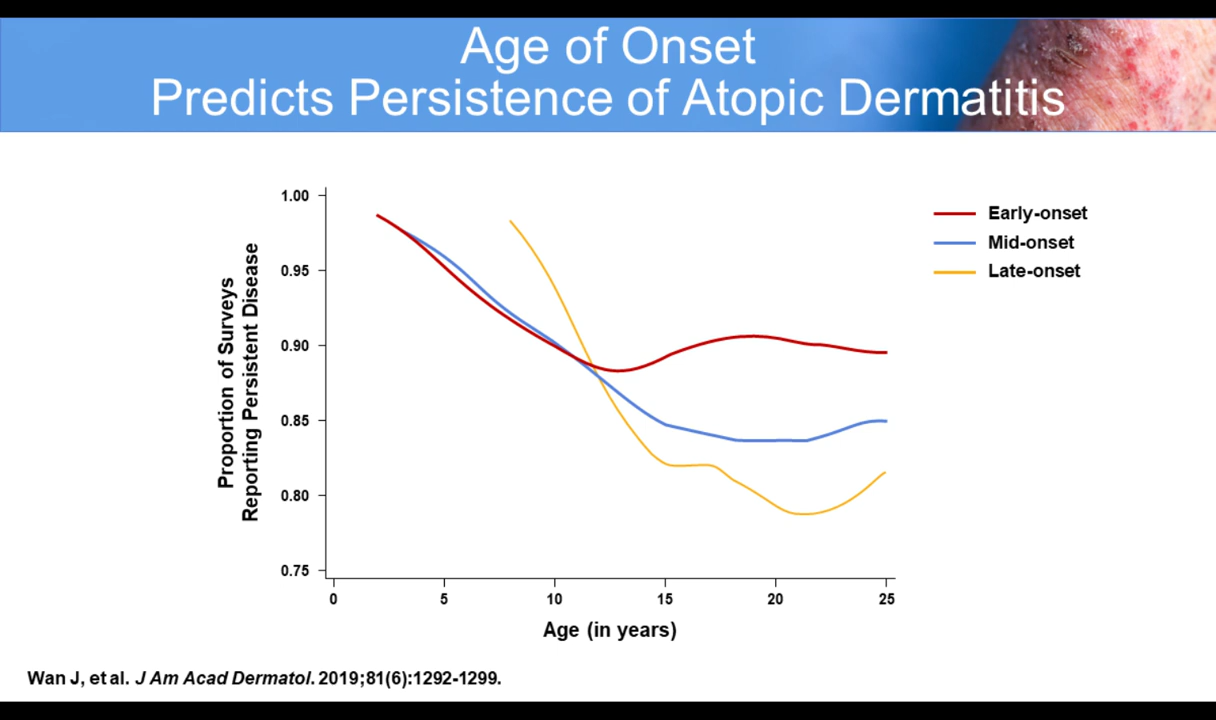 Age of Onset
Predicts Persistence of Atopic Dermatitis
Proportion of Surveys
Reporting Persistent Disease
1.00
0.95
0.90
0.85
0.80
0.75
0 5 10 15 20 25
Age (in years)
Early-onset
Mid-onset
Late-onset
Wan J, et al. J Am Acad Dermatol. 2019;81(6):1292-1299.